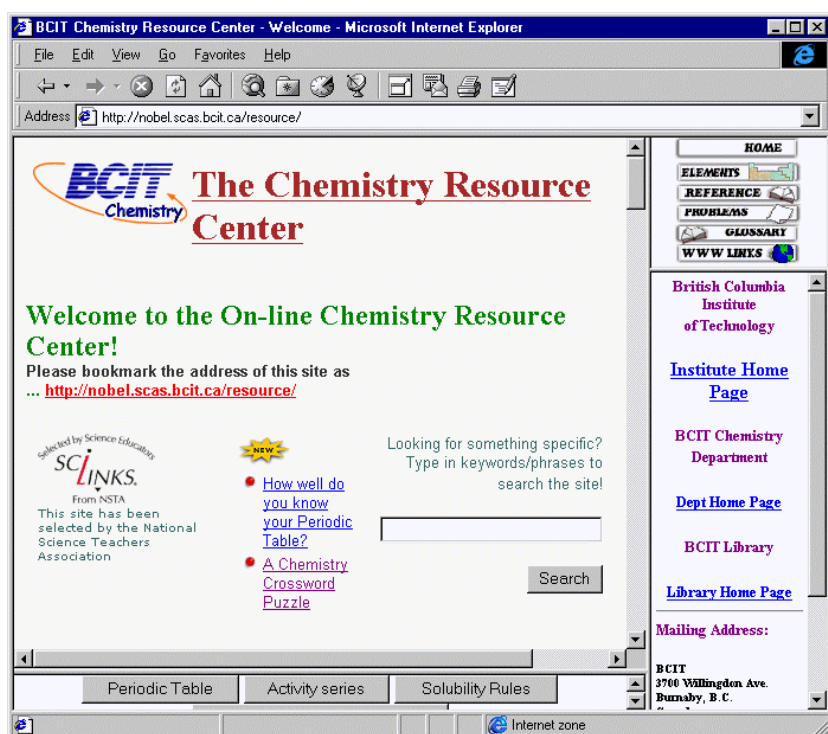 BCIT Chemistry Resource Center - Welcome - Microsoft Internet Explorer
File Edit View Go Favorites Help
Address http://nobel.scas.bcit.ca/resource/
BCIT
Chemistry
The Chemistry Resource
Center
Welcome to the On-line Chemistry Resource
Center!
Please bookmark the address of this site as
... http://nobel.scas.bcit.ca/resource/
Selected by Science Educators
SCILINKS.
From NSTA
This site has been
selected by the National
Science Teachers
Association
NEW
How well do
you know
your Periodic
Table?
A Chemistry
Crossword
Puzzle
Looking for something specific?
Type in keywords/phrases to
search the site!
Search
HOME
ELEMENTS
REFERENCE
PROBLEMS
GLOSSARY
WWW LINKS
British Columbia
Institute
of Technology
Institute Home
Page
BCIT Chemistry
Department
Dept Home Page
BCIT Library
Library Home Page
Mailing Address:
BCIT
3700 Willingdon Ave.
Burnaby, B.C.
Periodic Table
Activity series
Solubility Rules
Internet zone